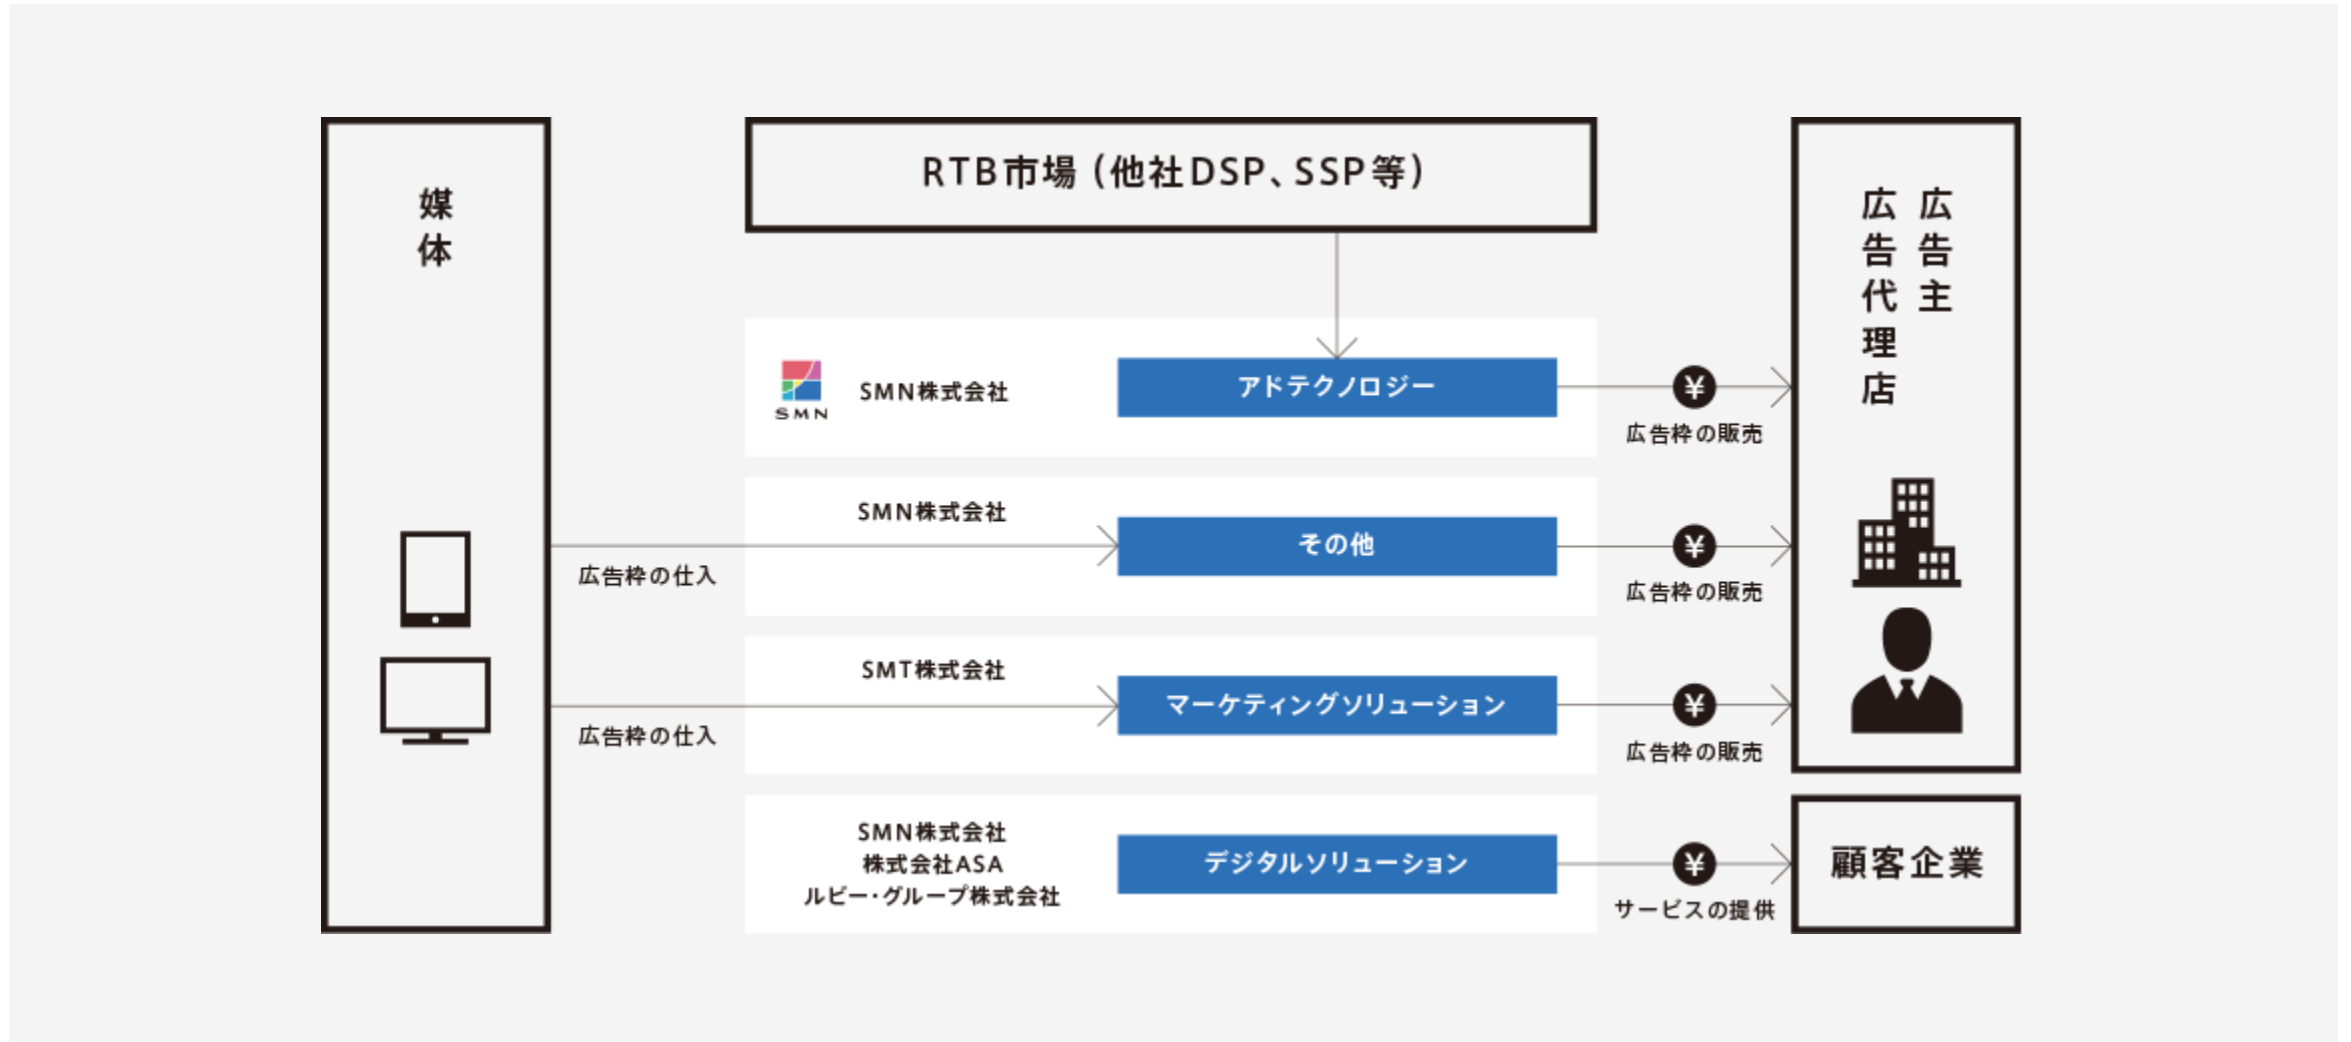 媒体
RTB市場（他社DSP、SSP等）
広告主
広告代理店
SMN
SMN株式会社
アドテクノロジー
¥
広告枠の販売
SMN株式会社
広告枠の仕入
その他
¥
広告枠の販売
SMT株式会社
広告枠の仕入
マーケティングソリューション
¥
広告枠の販売
SMN株式会社
株式会社ASA
ルビー・グループ株式会社
デジタルソリューション
¥
サービスの提供
顧客企業